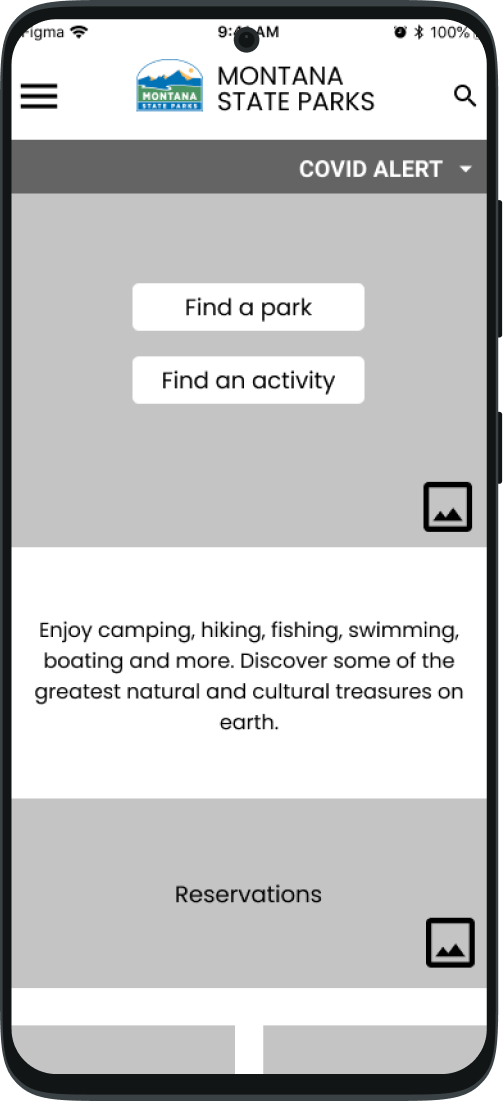 Figma 9:41 AM 100%
MONTANA
STATE PARKS
MONTANA
STATE PARKS
COVID ALERT
Find a park
Find an activity
Enjoy camping, hiking, fishing, swimming,
boating and more. Discover some of the
greatest natural and cultural treasures on
earth.
Reservations